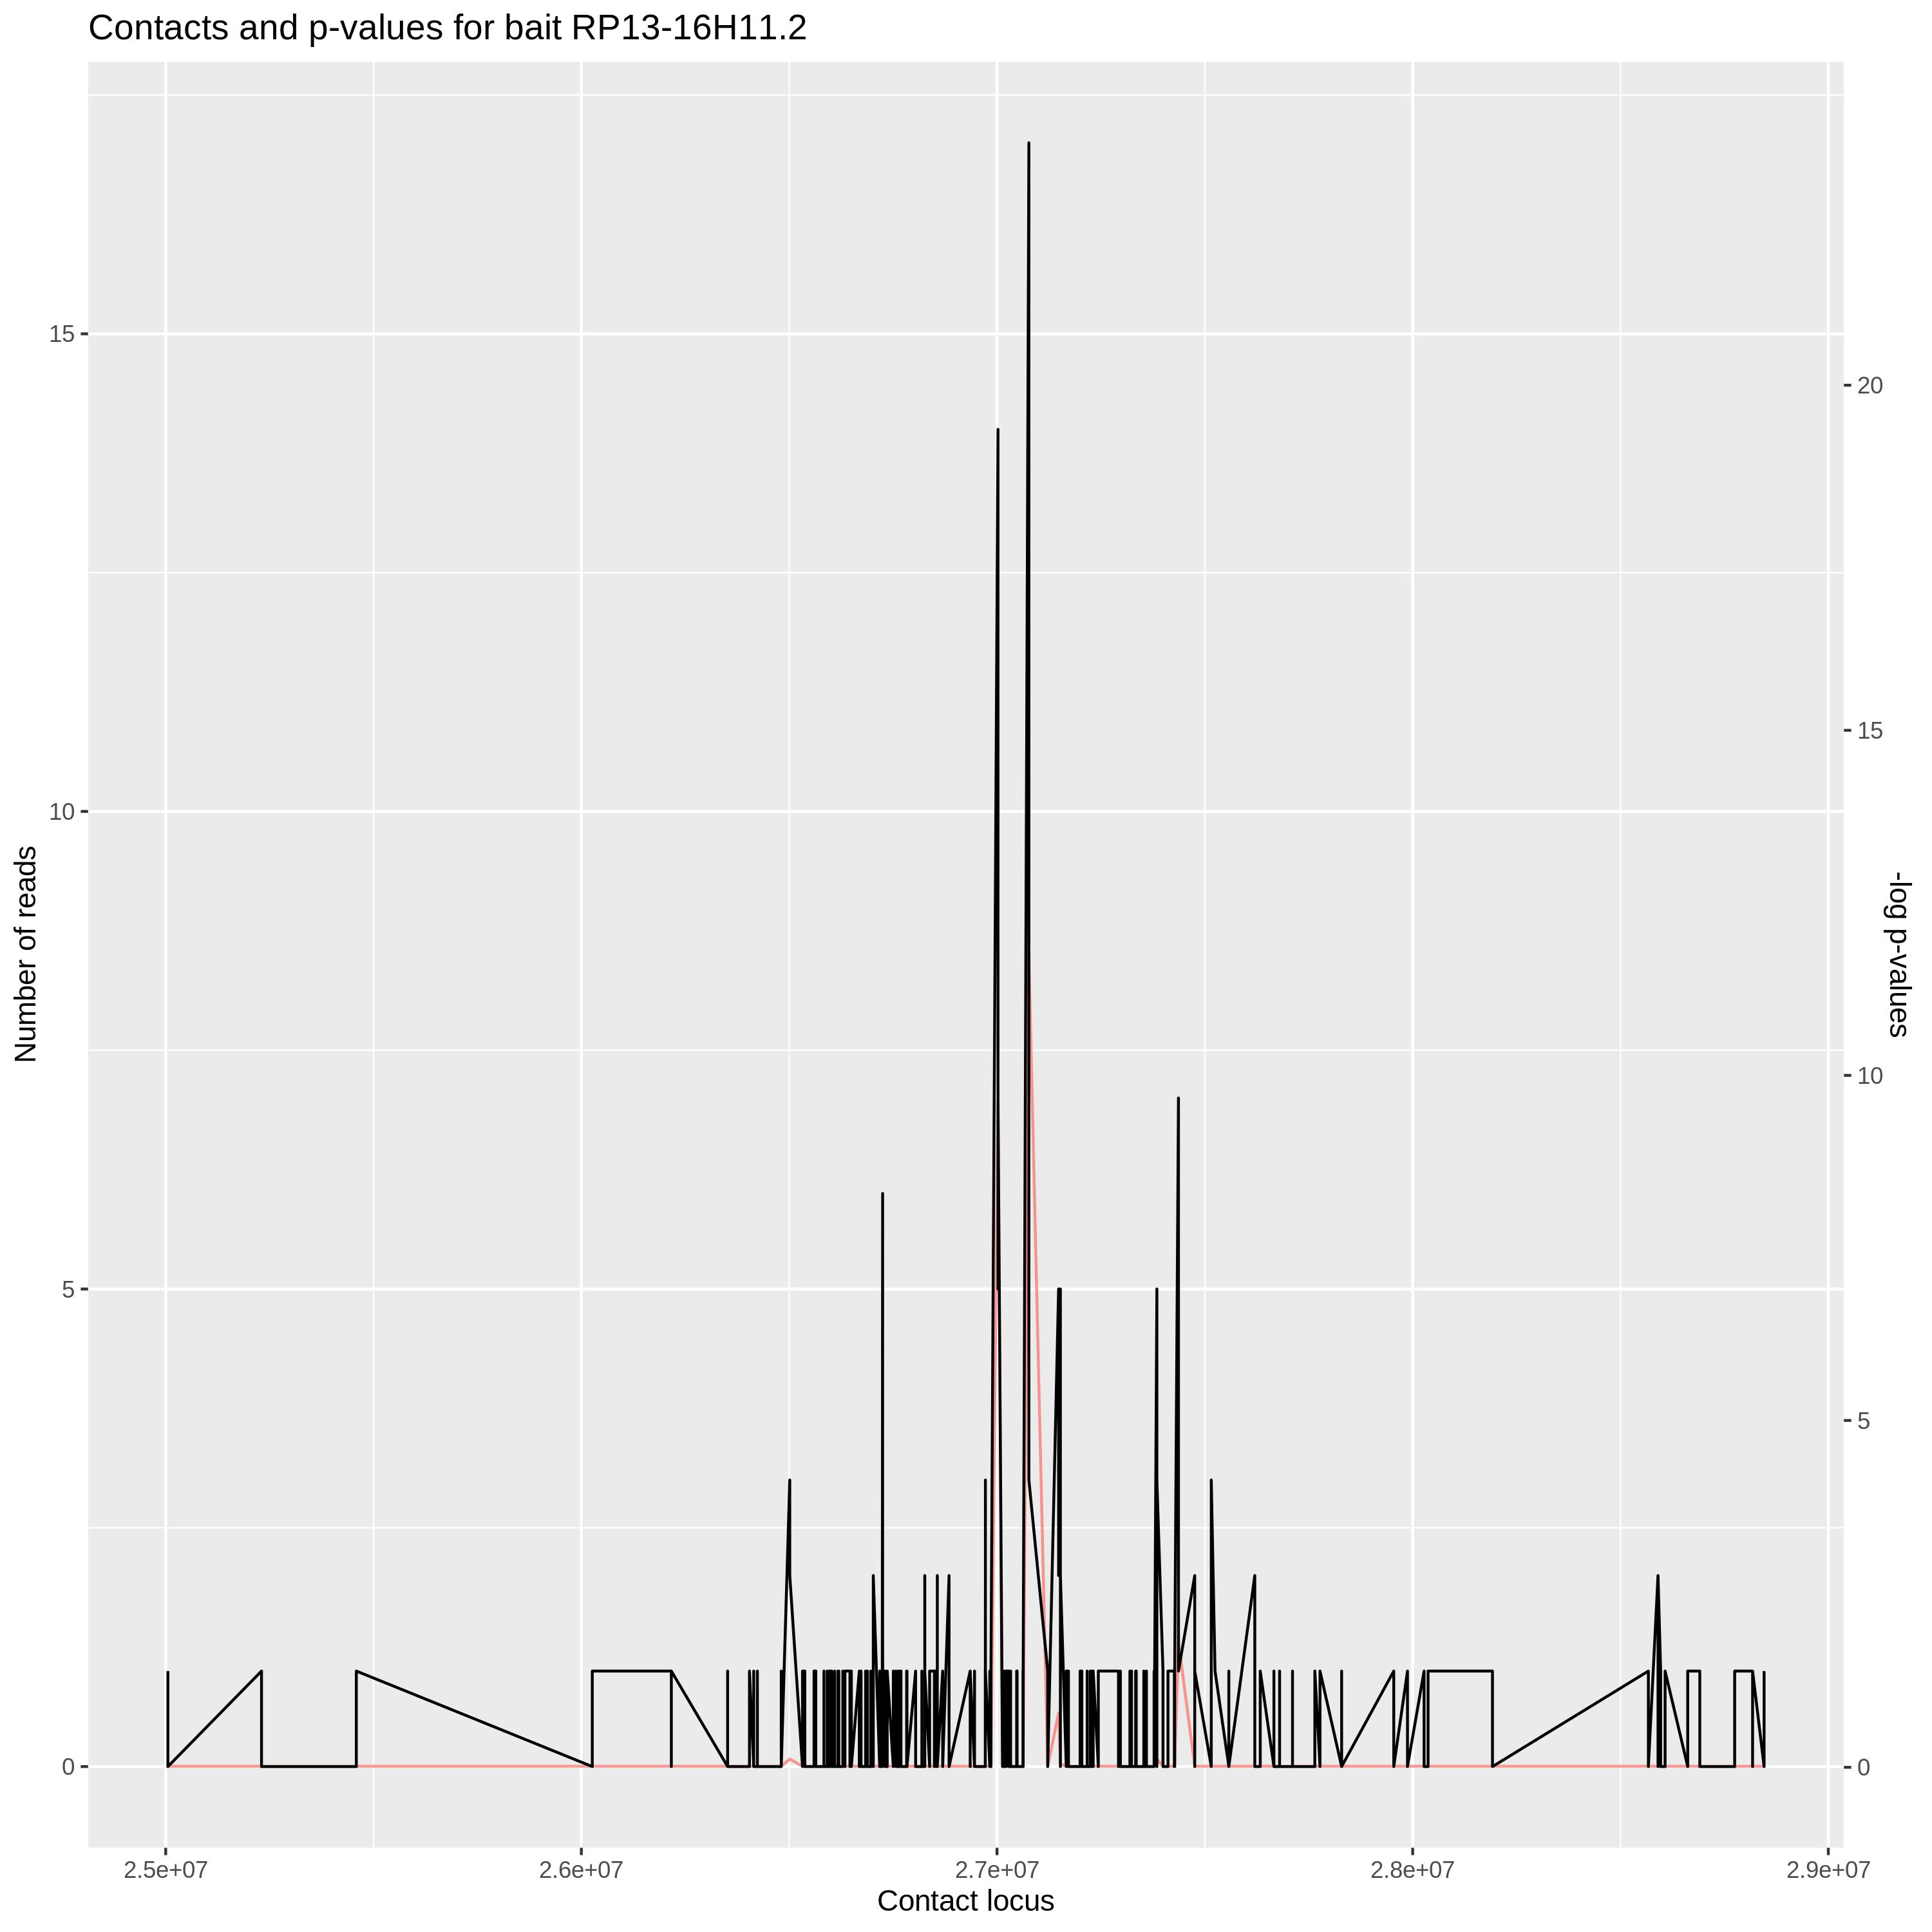 Contacts and p-values for bait RP13-16H11.2
15
10
5
0
20
15
10
5
0
Number of reads
-log p-values
2.5e+07
2.6e+07
2.7e+07
2.8e+07
2.9e+07
Contact locus